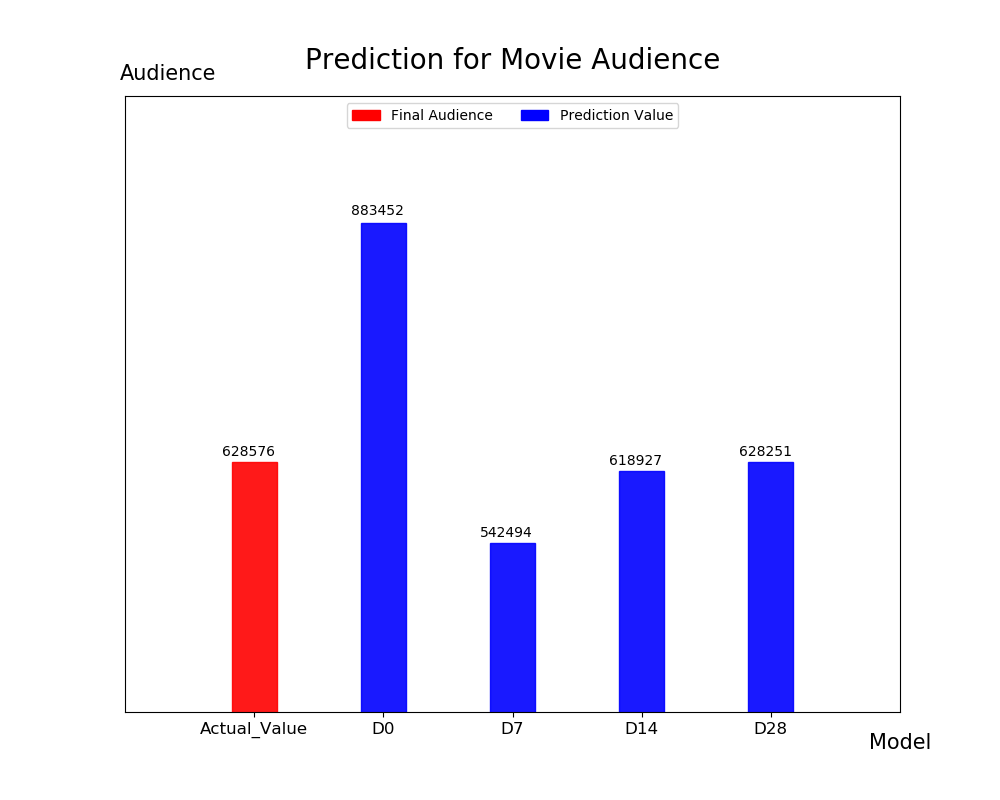 Prediction for Movie Audience
Audience
Final Audience
Prediction Value
883452
628576
628251
618927
542494
Actual_Value
D0
D7
D14
D28
Model